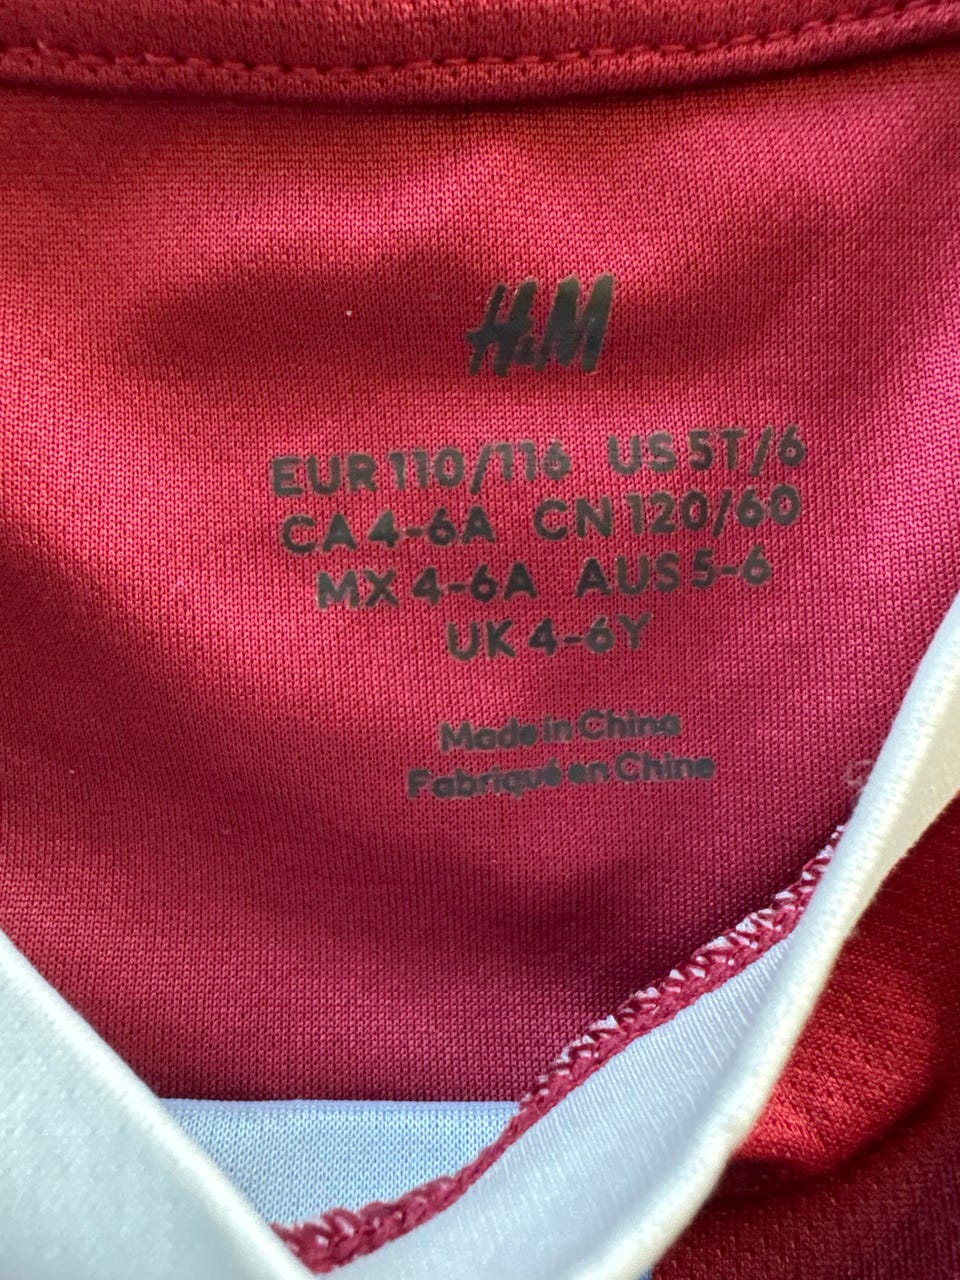 H&M
EUR 110/116 US 5T/6
CA 4-6A CN 120/60
MX 4-6A AUS 5-6
UK 4-6Y
Made in China
Fabriqué en Chine